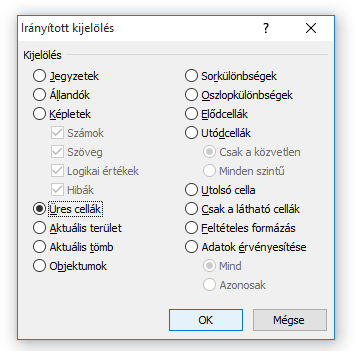 Irányított kijelölés
?
Kijelölés
Jegyzetek
Állandók
Képletek
Számok
Szöveg
Logikai értékek
Hibák
Üres cellák
Aktuális terület
Aktuális tömb
Objektumok
Sorkülönbségek
Oszlopkülönbségek
Elődcellák
Utódcellák
Csak a közvetlen
Minden szintű
Utolsó cella
Csak a látható cellák
Feltételes formázás
Adatok érvényesítése
Mind
Azonosak
OK
Mégse